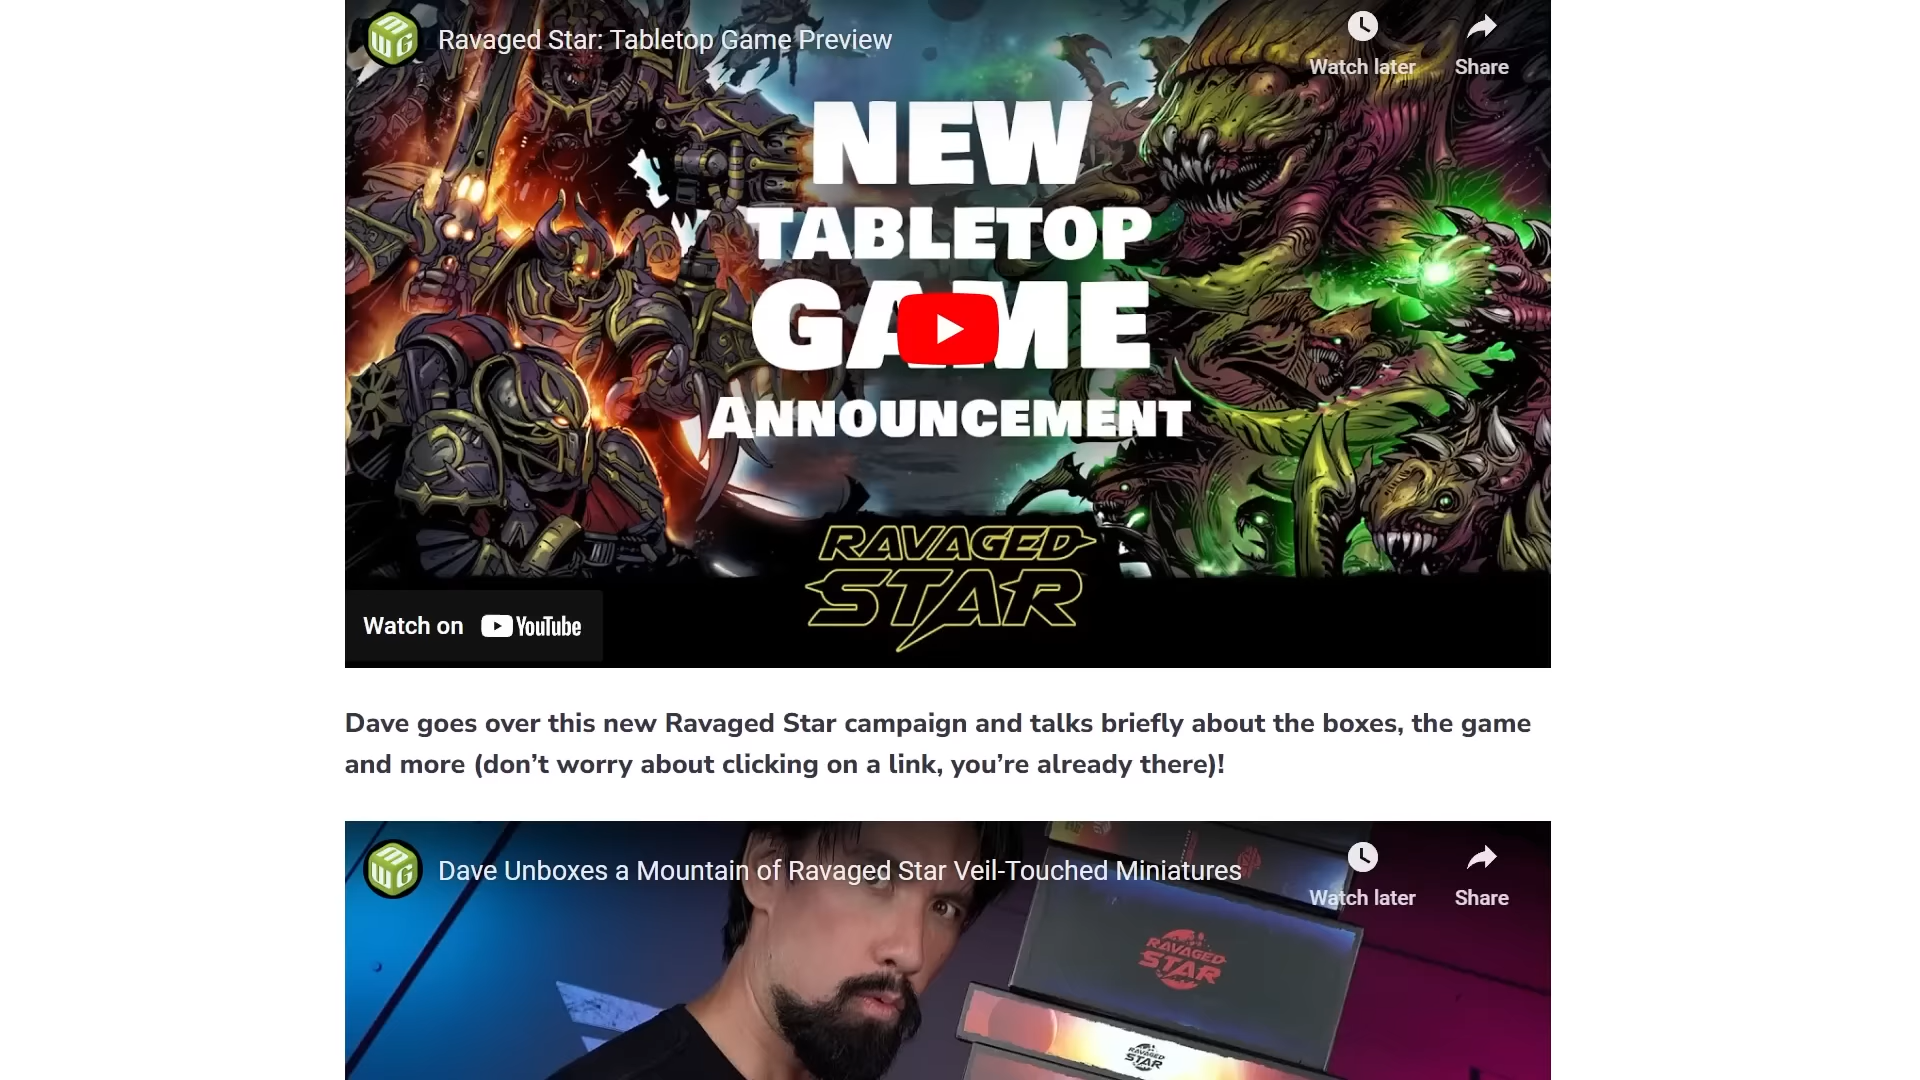 Ravaged Star: Tabletop Game Preview
Watch later
Share
NEW
TABLETOP
GAME
ANNOUNCEMENT
RAVAGED
STAR
Watch on YouTube
Dave goes over this new Ravaged Star campaign and talks briefly about the boxes, the game
and more (don’t worry about clicking on a link, you’re already there)!
Dave Unboxes a Mountain of Ravaged Star Veil-Touched Miniatures
Watch later
Share
RAVAGED
STAR
RAVAGED
STAR